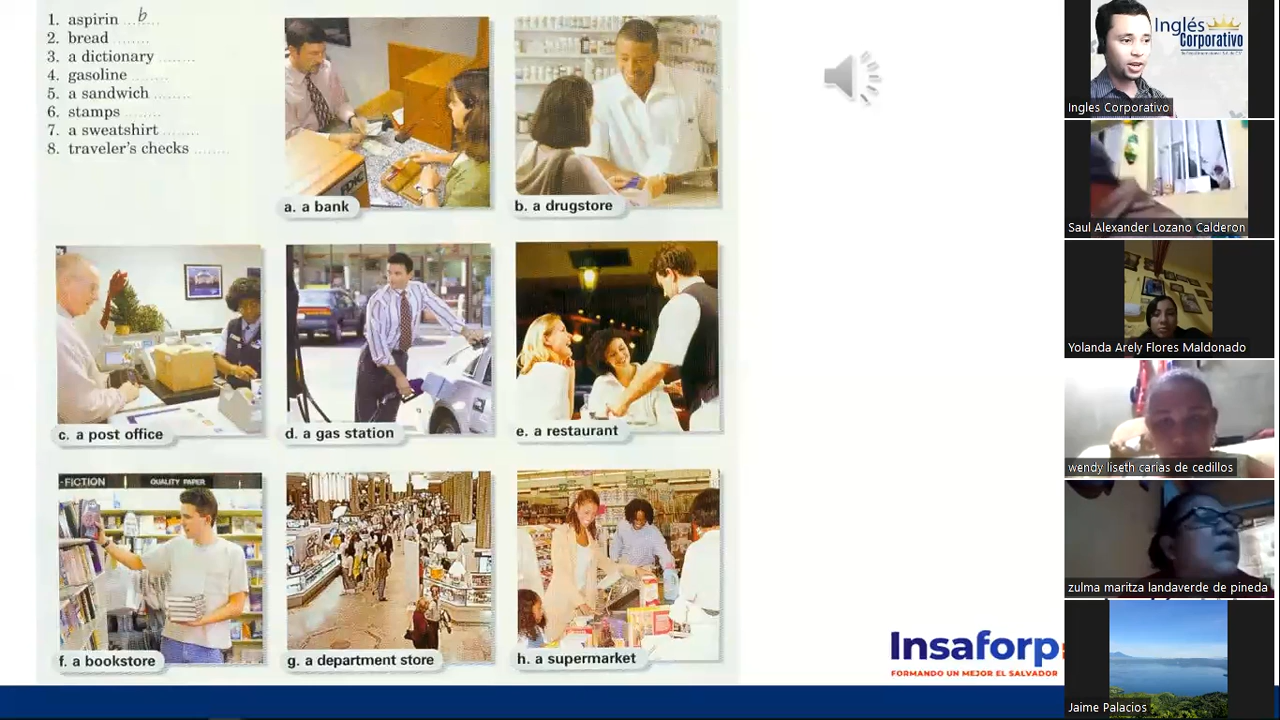 1. aspirin b
2. bread ........
3. a dictionary ........
4. gasoline ........
5. a sandwich ........
6. stamps ........
7. a sweatshirt ........
8. traveler's checks ........
a. a bank
b. a drugstore
c. a post office
d. a gas station
e. a restaurant
FICTION
QUALITY PAPER
f. a bookstore
g. a department store
h. a supermarket
Insaforp
FORMANDO UN MEJOR EL SALVADOR
Inglés
Corporativo
Ingles Corporativo
Saul Alexander Lozano Calderon
Yolanda Arely Flores Maldonado
wendy liseth carias de cedillos
zulma maritza landaverde de pineda
Jaime Palacios